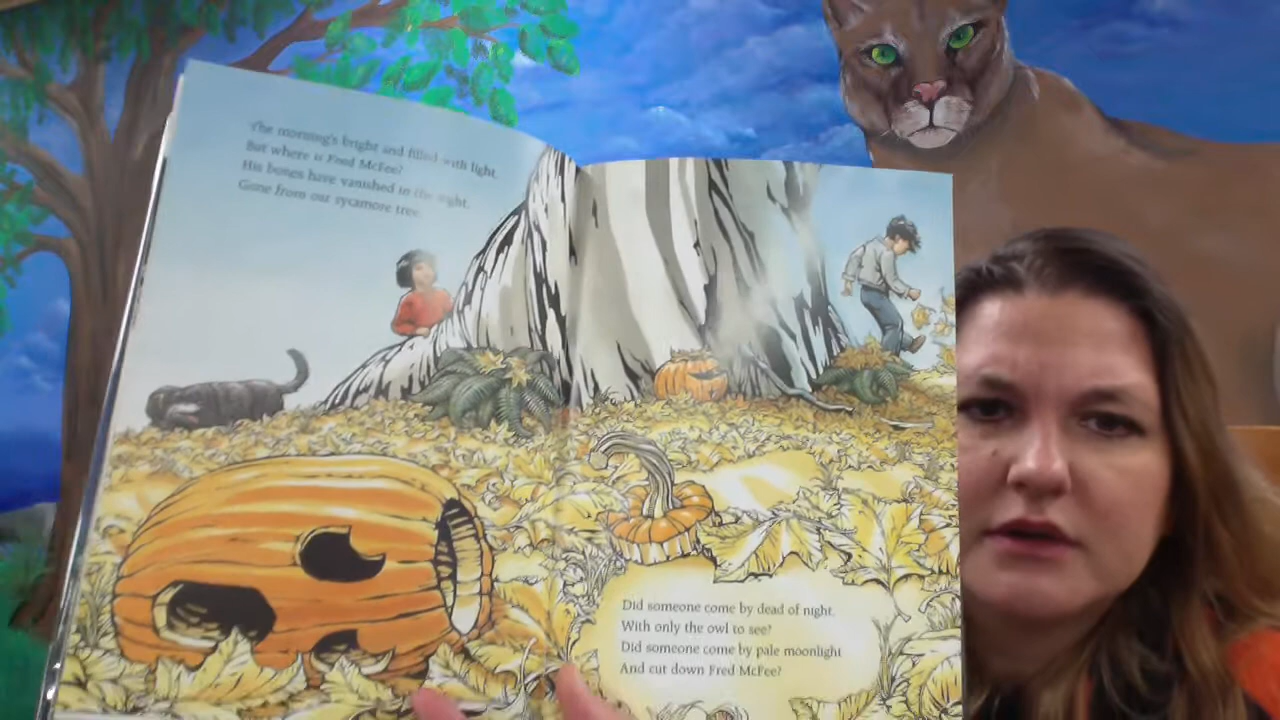 The morning's bright and filled with light.
But where is Fred McFee?
His bones have vanished in the night,
Gone from our sycamore tree.
Did someone come by dead of night,
With only the owl to see?
Did someone come by pale moonlight
And cut down Fred McFee?